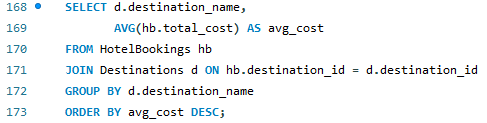 168 SELECT d.destination_name,
169 AVG(hb.total_cost) AS avg_cost
170 FROM HotelBookings hb
171 JOIN Destinations d ON hb.destination_id = d.destination_id
172 GROUP BY d.destination_name
173 ORDER BY avg_cost DESC;